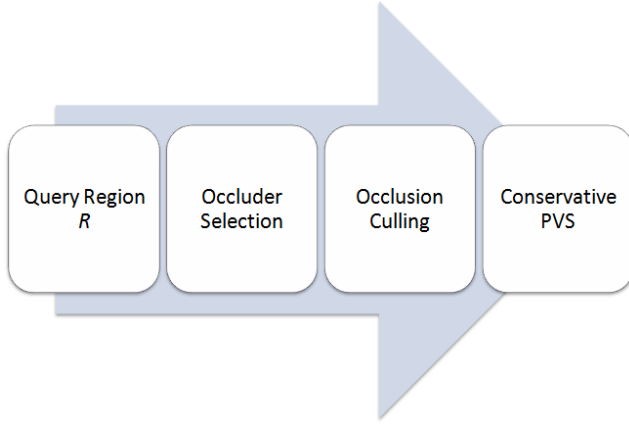 Query Region
R
Occluder
Selection
Occlusion
Culling
Conservative
PVS